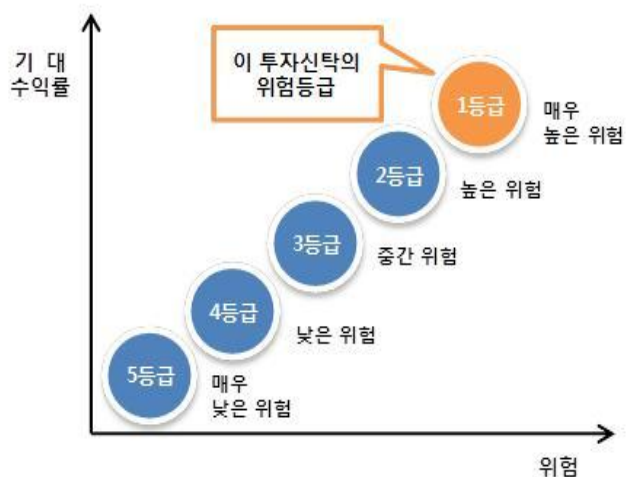 기 대
수익률
이 투자신탁의
위험등급
1등급
매우
높은 위험
2등급
높은 위험
3등급
중간 위험
4등급
낮은 위험
5등급
매우
낮은 위험
위험